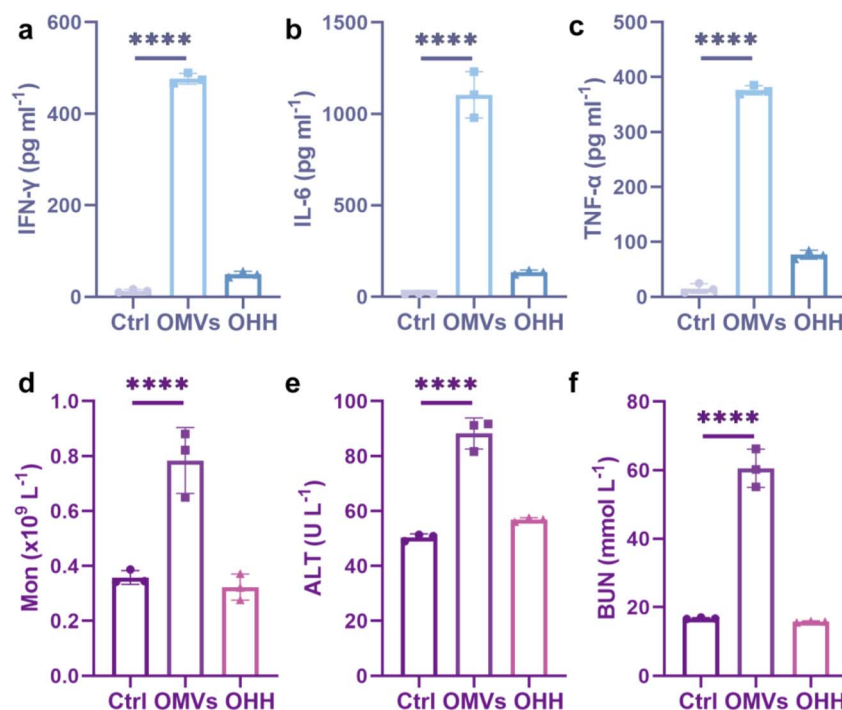 a
****
IFN-γ (pg ml⁻¹)
600
400
200
0
Ctrl OMVs OHH
b
****
IL-6 (pg ml⁻¹)
1500
1000
500
0
Ctrl OMVs OHH
c
****
TNF-α (pg ml⁻¹)
400
300
200
100
0
Ctrl OMVs OHH
d
****
Mon (x10⁹ L⁻¹)
1.0
0.8
0.6
0.4
0.2
0.0
Ctrl OMVs OHH
e
****
ALT (U L⁻¹)
100
80
60
40
20
0
Ctrl OMVs OHH
f
****
BUN (mmol L⁻¹)
80
60
40
20
0
Ctrl OMVs OHH